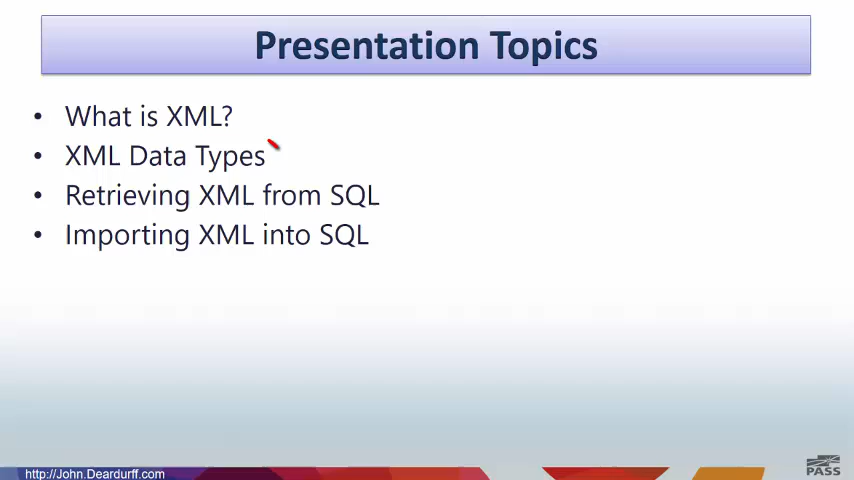 Presentation Topics
• What is XML?
• XML Data Types
• Retrieving XML from SQL
• Importing XML into SQL
http://John.Deardurff.com
PASS